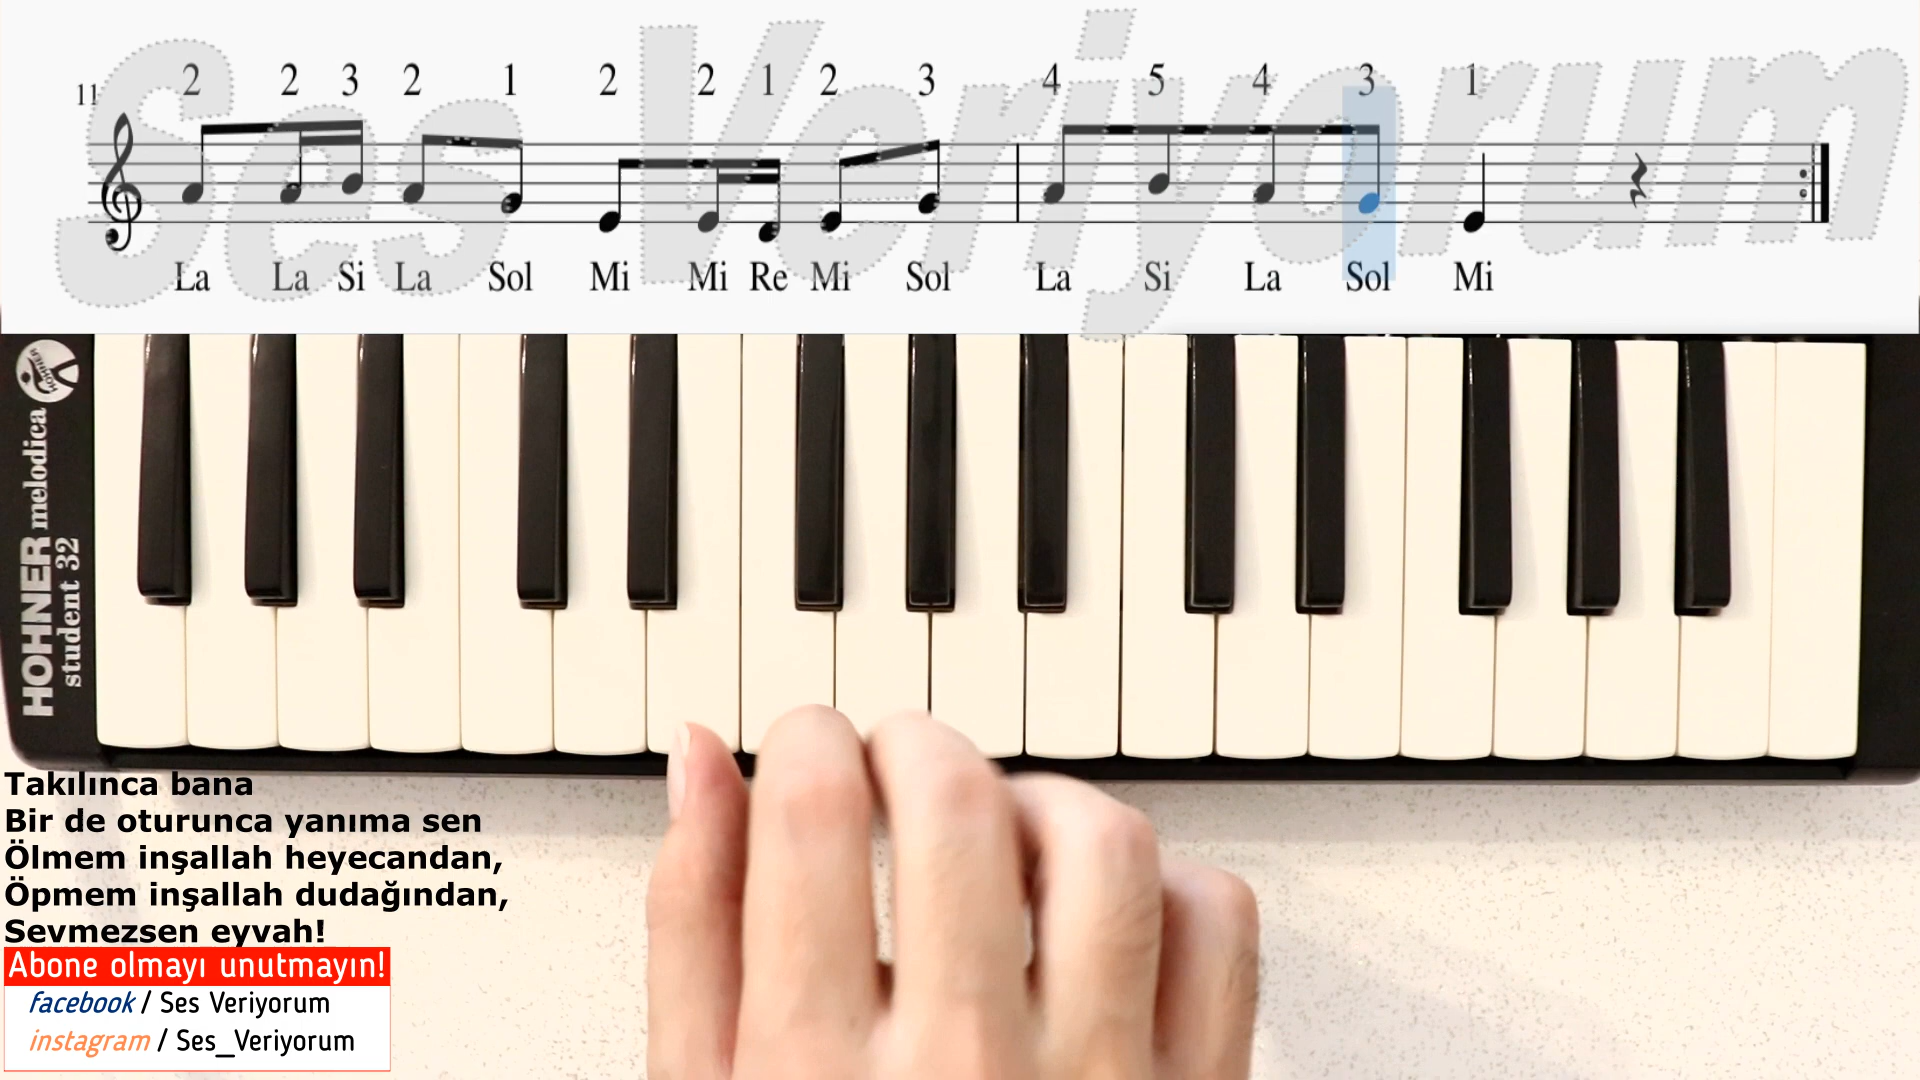 Ses Veriyorum
2 2 3 2 1 2 2 1 2 3 4 5 4 3 1
11
La La Si La Sol Mi Mi Re Mi Sol La Si La Sol Mi
HOHNER
HOHNER melodica
student 32
Takılınca bana
Bir de oturunca yanıma sen
Ölmem inşallah heyecandan,
Öpmem inşallah dudağından,
Sevmezsen eyvah!
Abone olmayı unutmayın!
facebook / Ses Veriyorum
instagram / Ses_Veriyorum